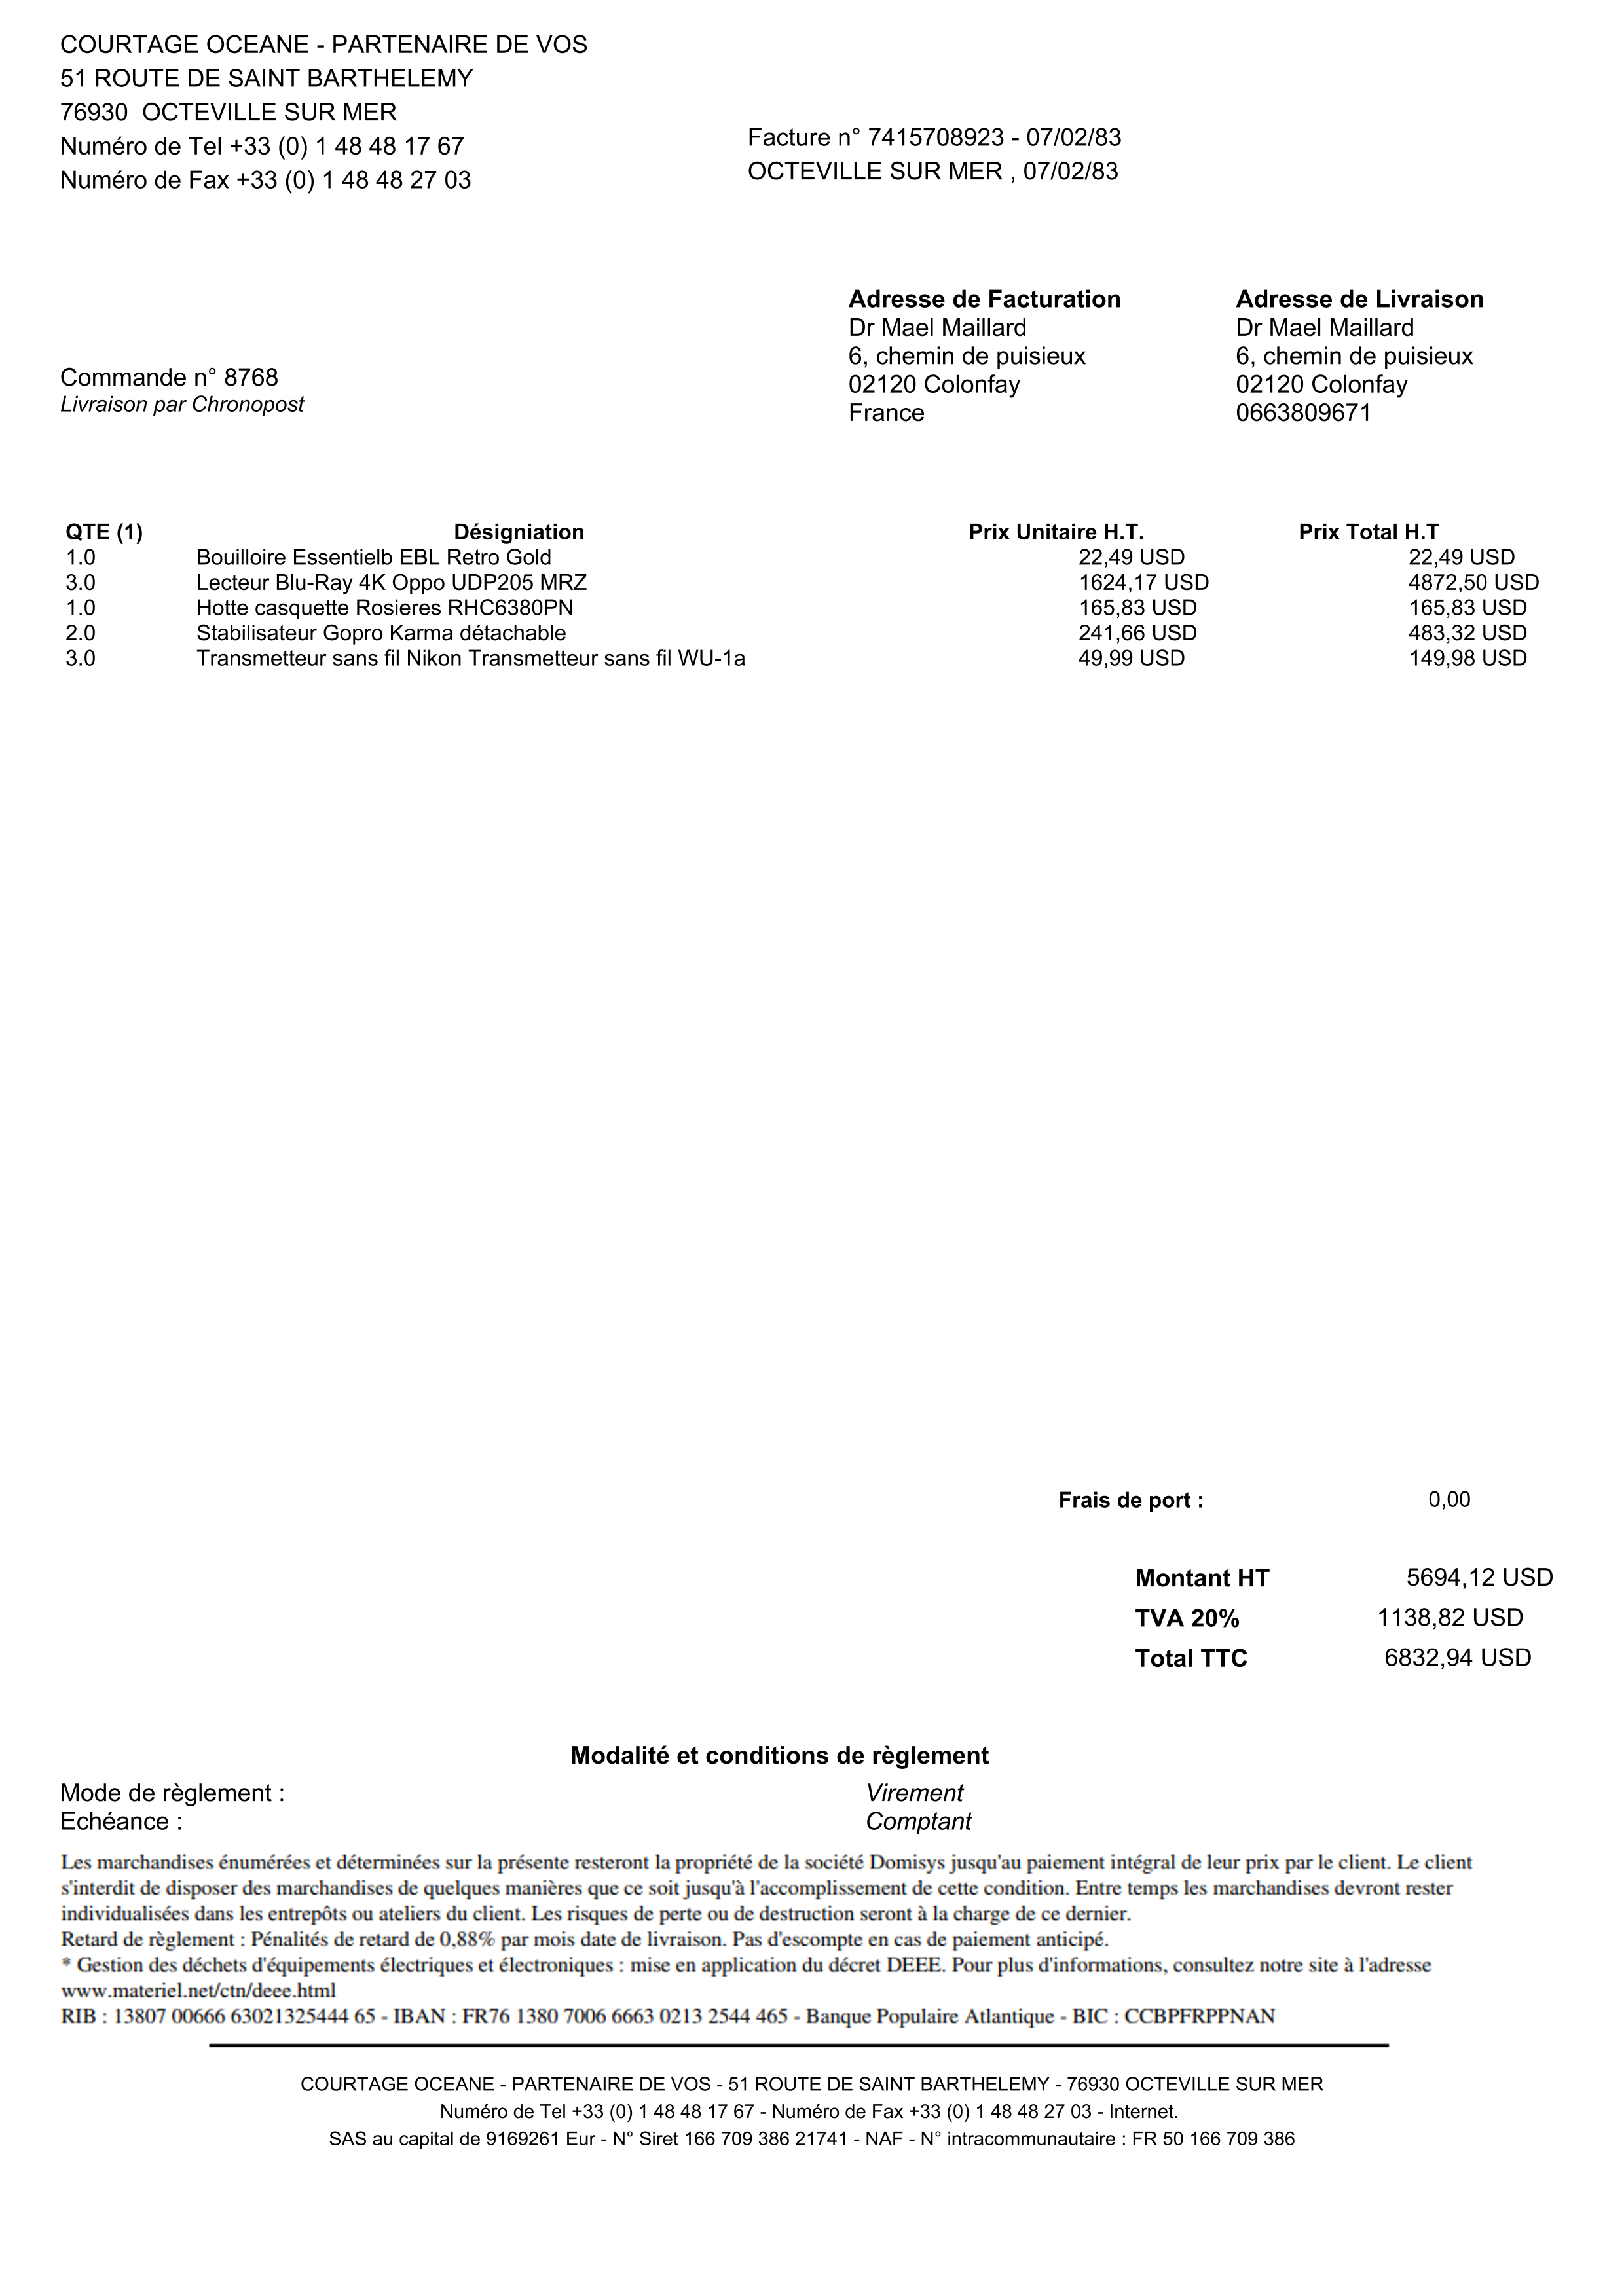 COURTAGE OCEANE - PARTENAIRE DE VOS
51 ROUTE DE SAINT BARTHELEMY
76930  OCTEVILLE SUR MER
Numéro de Tel +33 (0) 1 48 48 17 67
Numéro de Fax +33 (0) 1 48 48 27 03
Facture n° 7415708923 - 07/02/83
OCTEVILLE SUR MER , 07/02/83
Commande n° 8768
Livraison par Chronopost
Adresse de Facturation
Dr Mael Maillard
6, chemin de puisieux
02120 Colonfay
France
Adresse de Livraison
Dr Mael Maillard
6, chemin de puisieux
02120 Colonfay
0663809671
QTE (1) Désigniation Prix Unitaire H.T. Prix Total H.T
1.0 Bouilloire Essentielb EBL Retro Gold 22,49 USD 22,49 USD
3.0 Lecteur Blu-Ray 4K Oppo UDP205 MRZ 1624,17 USD 4872,50 USD
1.0 Hotte casquette Rosieres RHC6380PN 165,83 USD 165,83 USD
2.0 Stabilisateur Gopro Karma détachable 241,66 USD 483,32 USD
3.0 Transmetteur sans fil Nikon Transmetteur sans fil WU-1a 49,99 USD 149,98 USD
Frais de port : 0,00
Montant HT 5694,12 USD
TVA 20% 1138,82 USD
Total TTC 6832,94 USD
Modalité et conditions de règlement
Mode de règlement : Virement
Echéance : Comptant
Les marchandises énumérées et déterminées sur la présente resteront la propriété de la société Domisys jusqu'au paiement intégral de leur prix par le client. Le client
s'interdit de disposer des marchandises de quelques manières que ce soit jusqu'à l'accomplissement de cette condition. Entre temps les marchandises devront rester
individualisées dans les entrepôts ou ateliers du client. Les risques de perte ou de destruction seront à la charge de ce dernier.
Retard de règlement : Pénalités de retard de 0,88% par mois date de livraison. Pas d'escompte en cas de paiement anticipé.
* Gestion des déchets d'équipements électriques et électroniques : mise en application du décret DEEE. Pour plus d'informations, consultez notre site à l'adresse
www.materiel.net/ctn/deee.html
RIB : 13807 00666 63021325444 65 - IBAN : FR76 1380 7006 6663 0213 2544 465 - Banque Populaire Atlantique - BIC : CCBPFRPPNAN
COURTAGE OCEANE - PARTENAIRE DE VOS - 51 ROUTE DE SAINT BARTHELEMY - 76930 OCTEVILLE SUR MER
Numéro de Tel +33 (0) 1 48 48 17 67 - Numéro de Fax +33 (0) 1 48 48 27 03 - Internet.
SAS au capital de 9169261 Eur - N° Siret 166 709 386 21741 - NAF - N° intracommunautaire : FR 50 166 709 386